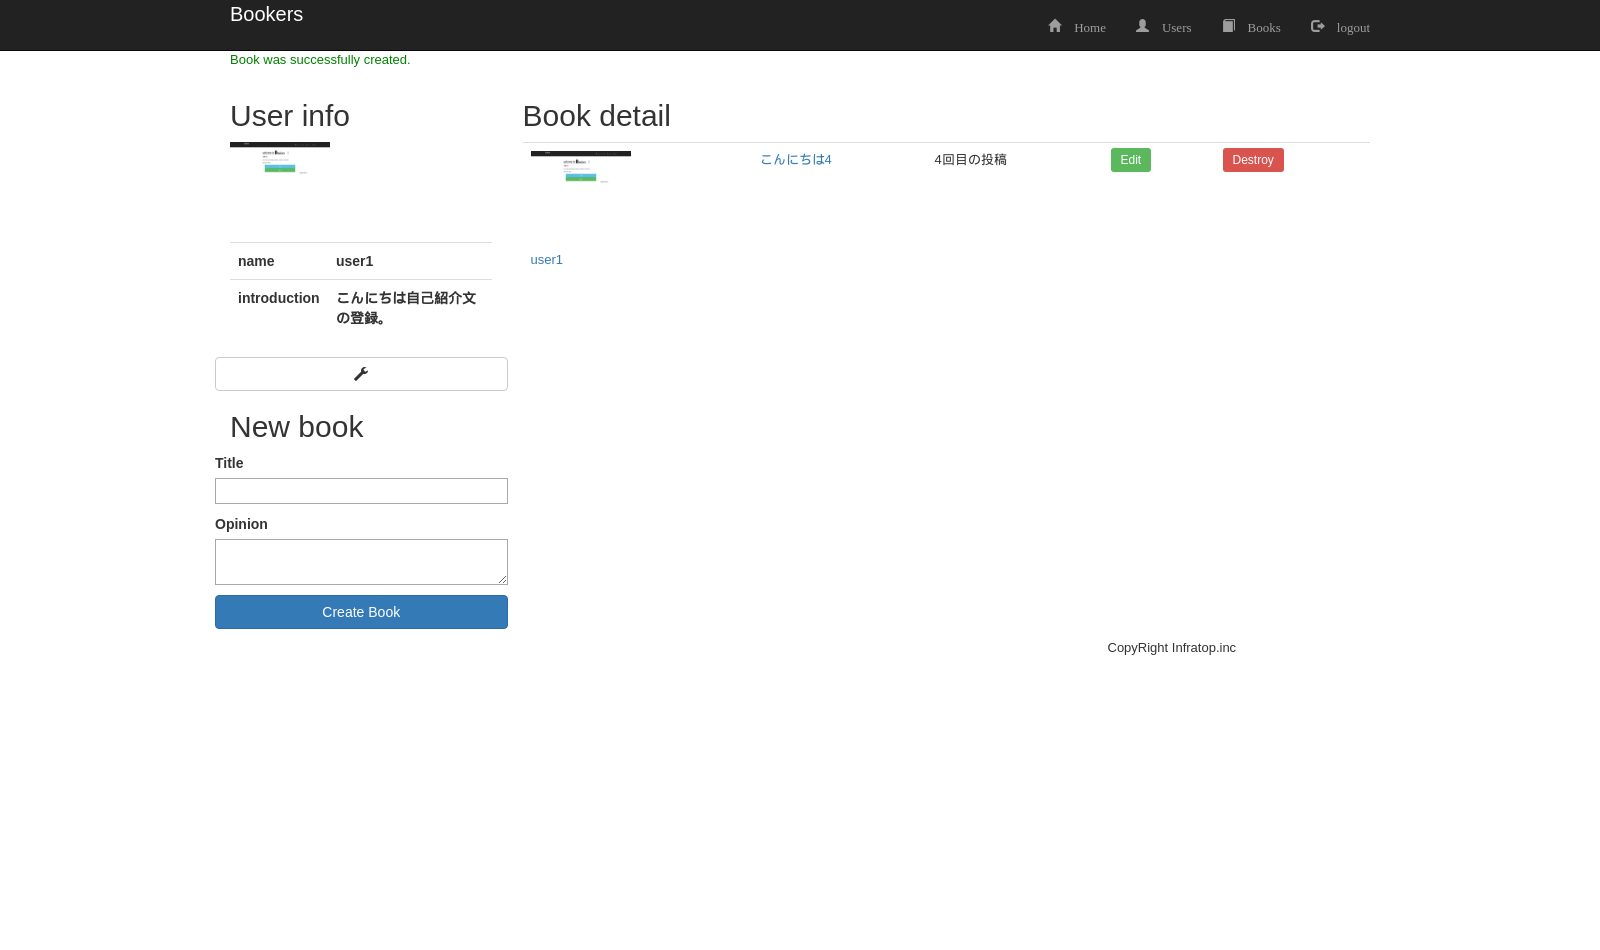 Bookers
Home Users Books logout
Book was successfully created.
User info
name user1
introduction こんにちは自己紹介文
の登録。
New book
Title
Opinion
Create Book
Book detail
こんにちは4 4回目の投稿 Edit Destroy
user1
CopyRight Infratop.inc